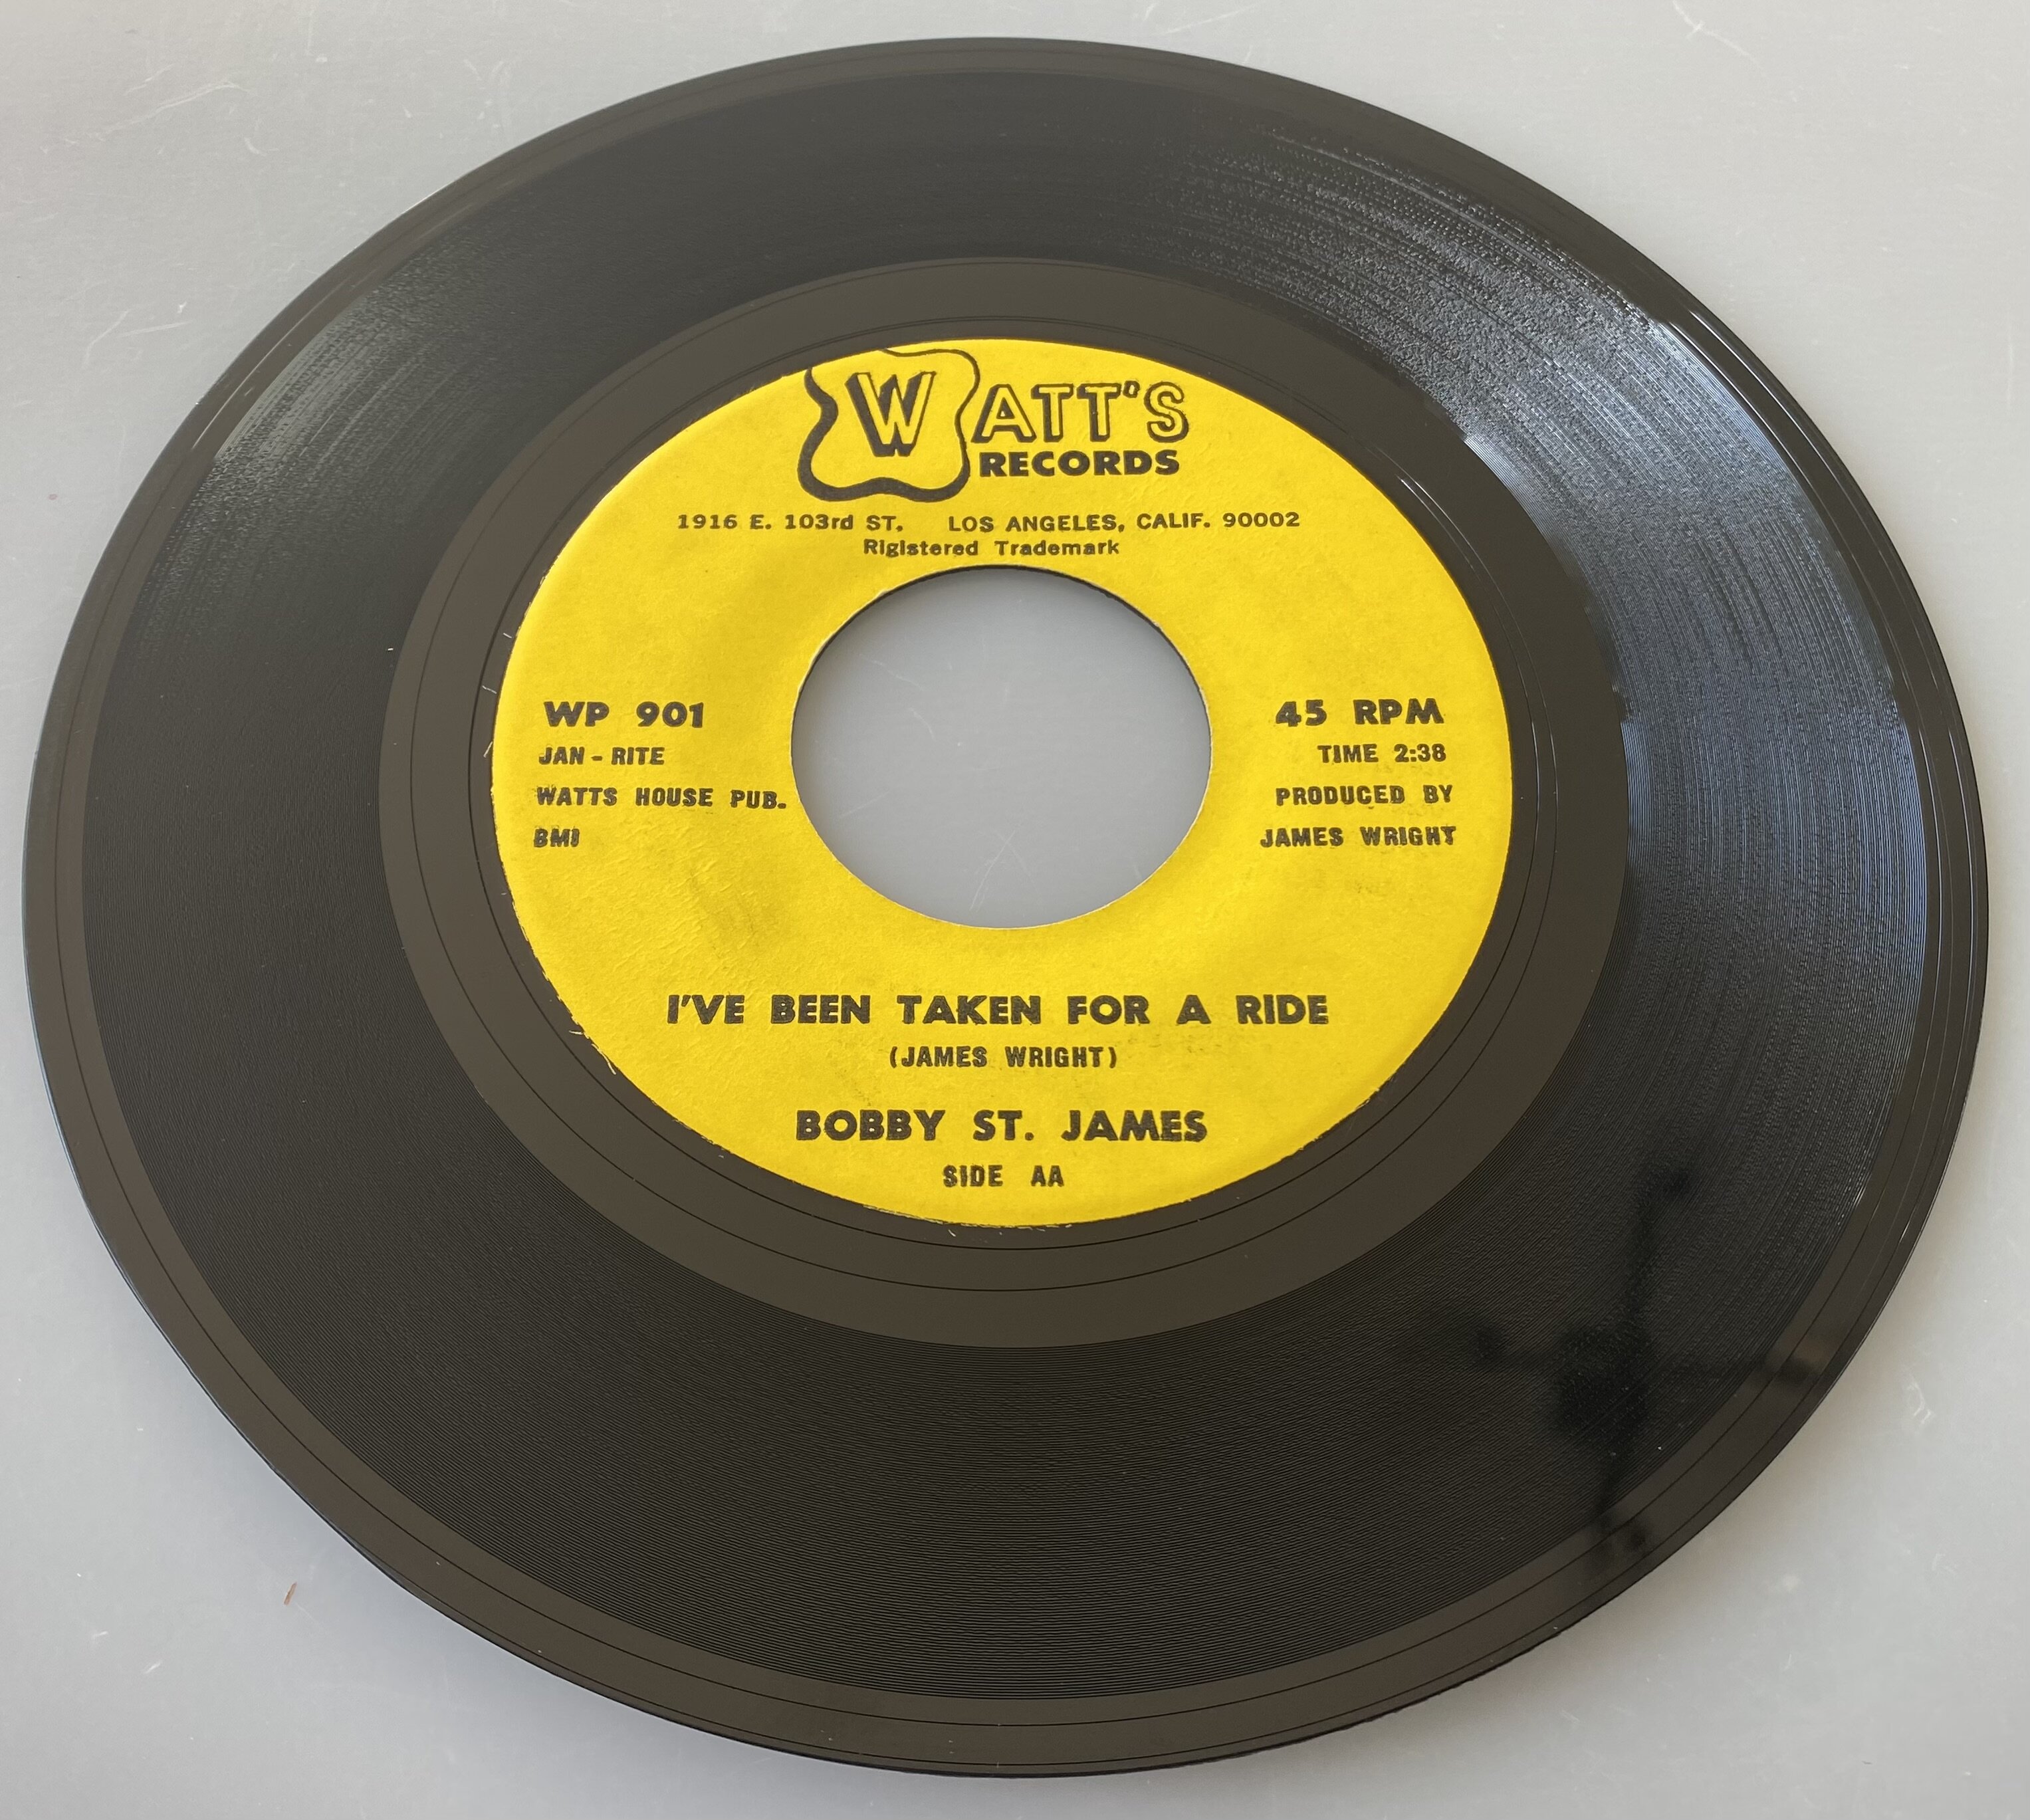 WATT'S
RECORDS
1916 E. 103rd ST. LOS ANGELES, CALIF. 90002
Rigistered Trademark
WP 901
JAN - RITE
WATTS HOUSE PUB.
BMI
45 RPM
TIME 2:38
PRODUCED BY
JAMES WRIGHT
I'VE BEEN TAKEN FOR A RIDE
(JAMES WRIGHT)
BOBBY ST. JAMES
SIDE AA